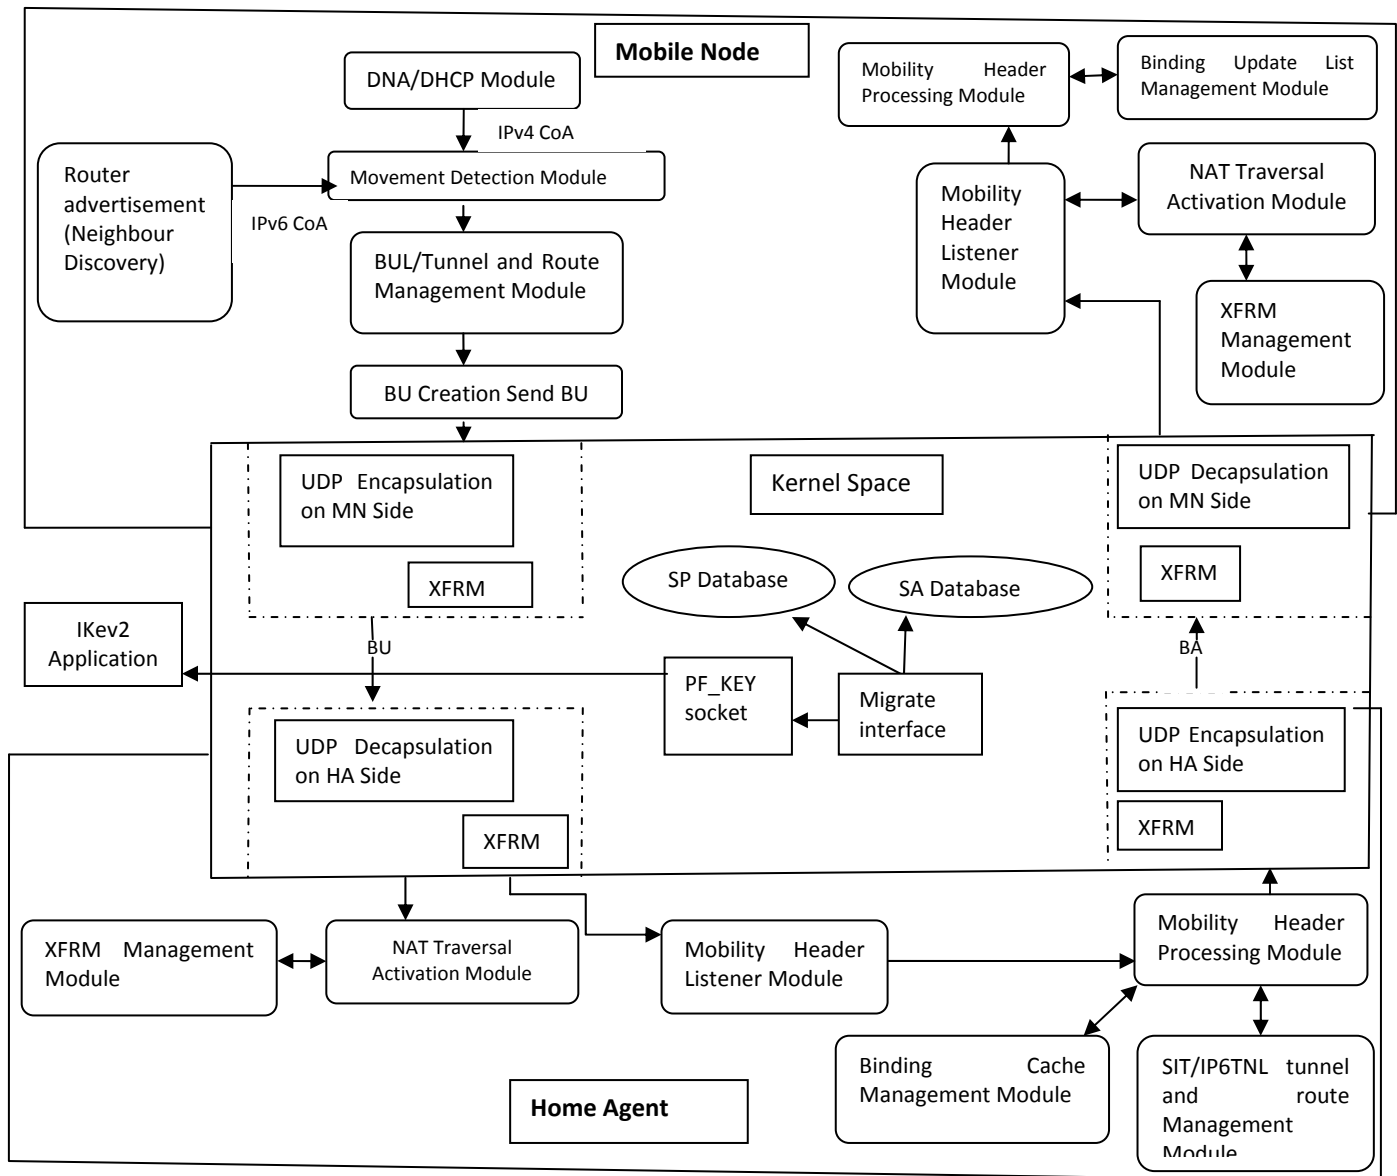 Mobile Node
DNA/DHCP Module
IPv4 CoA
Router
advertisement
(Neighbour
Discovery)
IPv6 CoA
Movement Detection Module
BUL/Tunnel and Route
Management Module
BU Creation Send BU
Mobility Header
Processing Module
Binding Update List
Management Module
Mobility
Header
Listener
Module
NAT Traversal
Activation Module
XFRM
Management
Module
UDP Encapsulation
on MN Side
XFRM
Kernel Space
UDP Decapsulation
on MN Side
XFRM
SP Database
SA Database
IKev2
Application
BU
BA
PF_KEY
socket
Migrate
interface
UDP Decapsulation
on HA Side
XFRM
UDP Encapsulation
on HA Side
XFRM
XFRM Management
Module
NAT Traversal
Activation Module
Mobility Header
Listener Module
Mobility Header
Processing Module
Binding Cache
Management Module
SIT/IP6TNL tunnel
and route
Management
Module
Home Agent